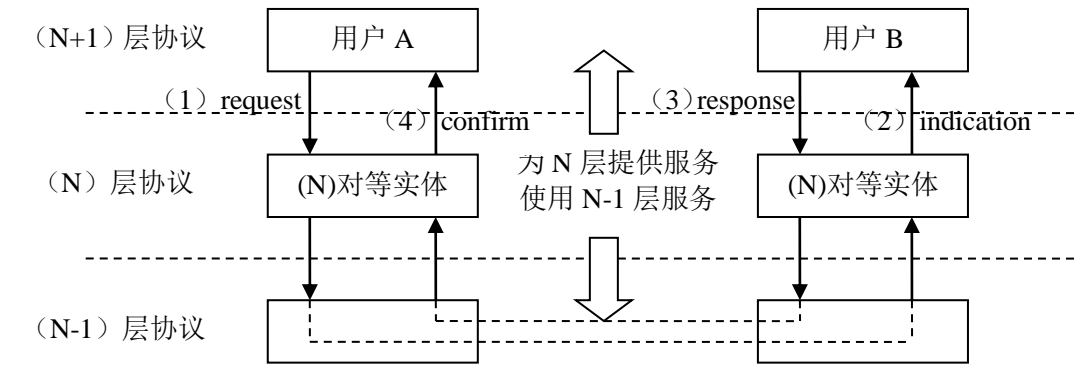 （N+1）层协议
用户 A
用户 B
（1）request
（4）confirm
（3）response
（2）indication
为 N 层提供服务
使用 N-1 层服务
（N）层协议
(N)对等实体
(N)对等实体
（N-1）层协议